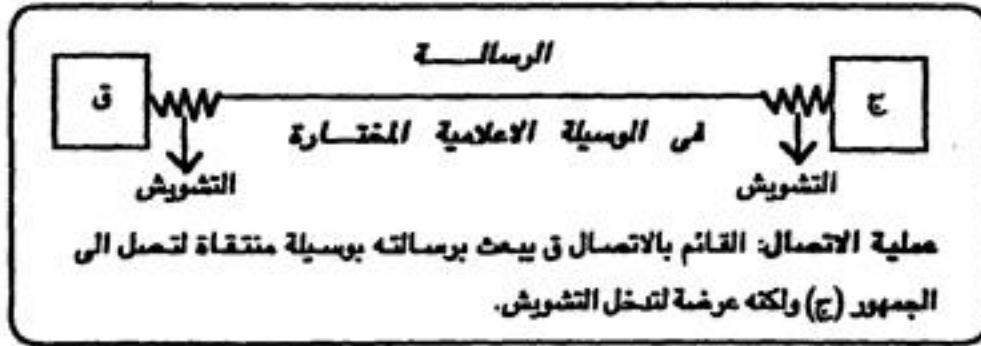 الرسالـــــة
ق
ج
فى الوسيلة الاعلامية المختـــارة
التشويش
التشويش
عملية الاتصال: القائم بالاتصال ق يبعث برسالته بوسيلة منتقاة لتصل الى
الجمهور (ج) ولكنه عرضة لتدخل التشويش.